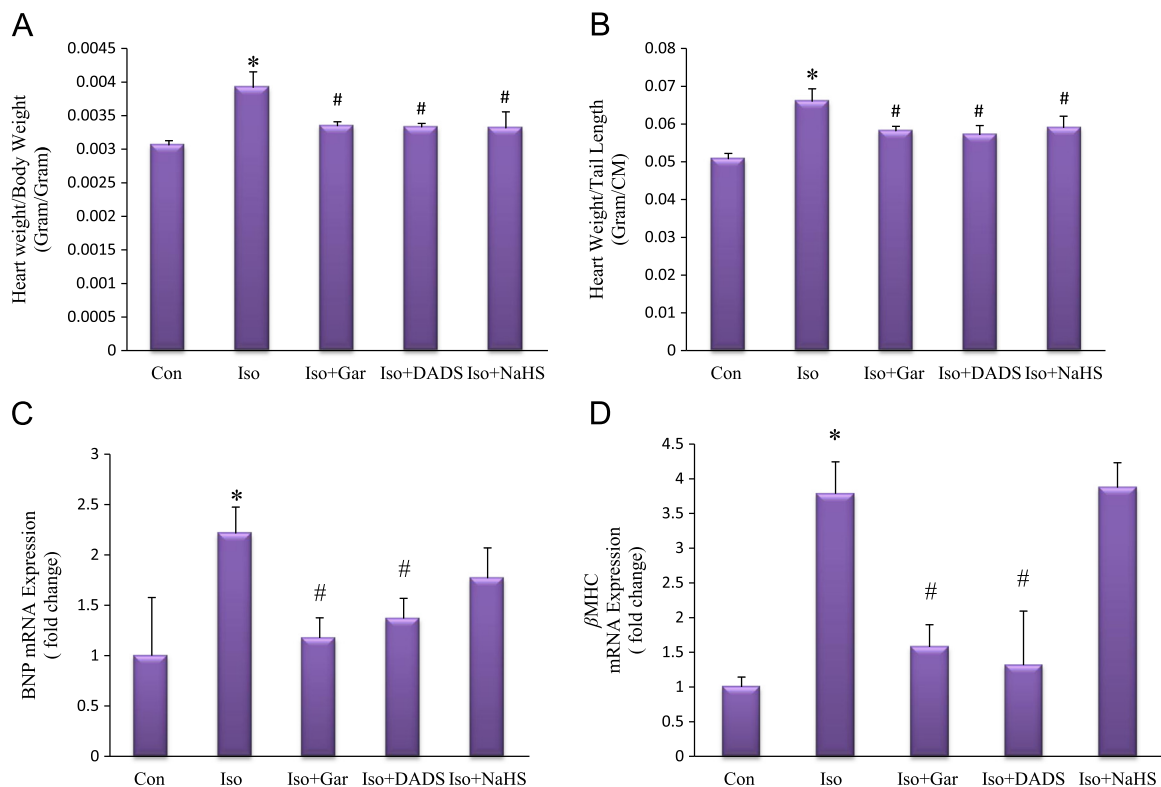 A
Heart weight/Body Weight
(Gram/Gram)
0.0045
0.004
0.0035
0.003
0.0025
0.002
0.0015
0.001
0.0005
0
*
#
#
#
Con Iso Iso+Gar Iso+DADS Iso+NaHS
B
Heart Weight/Tail Length
(Gram/CM)
0.08
0.07
0.06
0.05
0.04
0.03
0.02
0.01
0
*
#
#
#
Con Iso Iso+Gar Iso+DADS Iso+NaHS
C
BNP mRNA Expression
( fold change)
3
2.5
2
1.5
1
0.5
0
*
#
#
Con Iso Iso+Gar Iso+DADS Iso+NaHS
D
βMHC
mRNA Expression
( fold change)
4.5
4
3.5
3
2.5
2
1.5
1
0.5
0
*
#
#
Con Iso Iso+Gar Iso+DADS Iso+NaHS